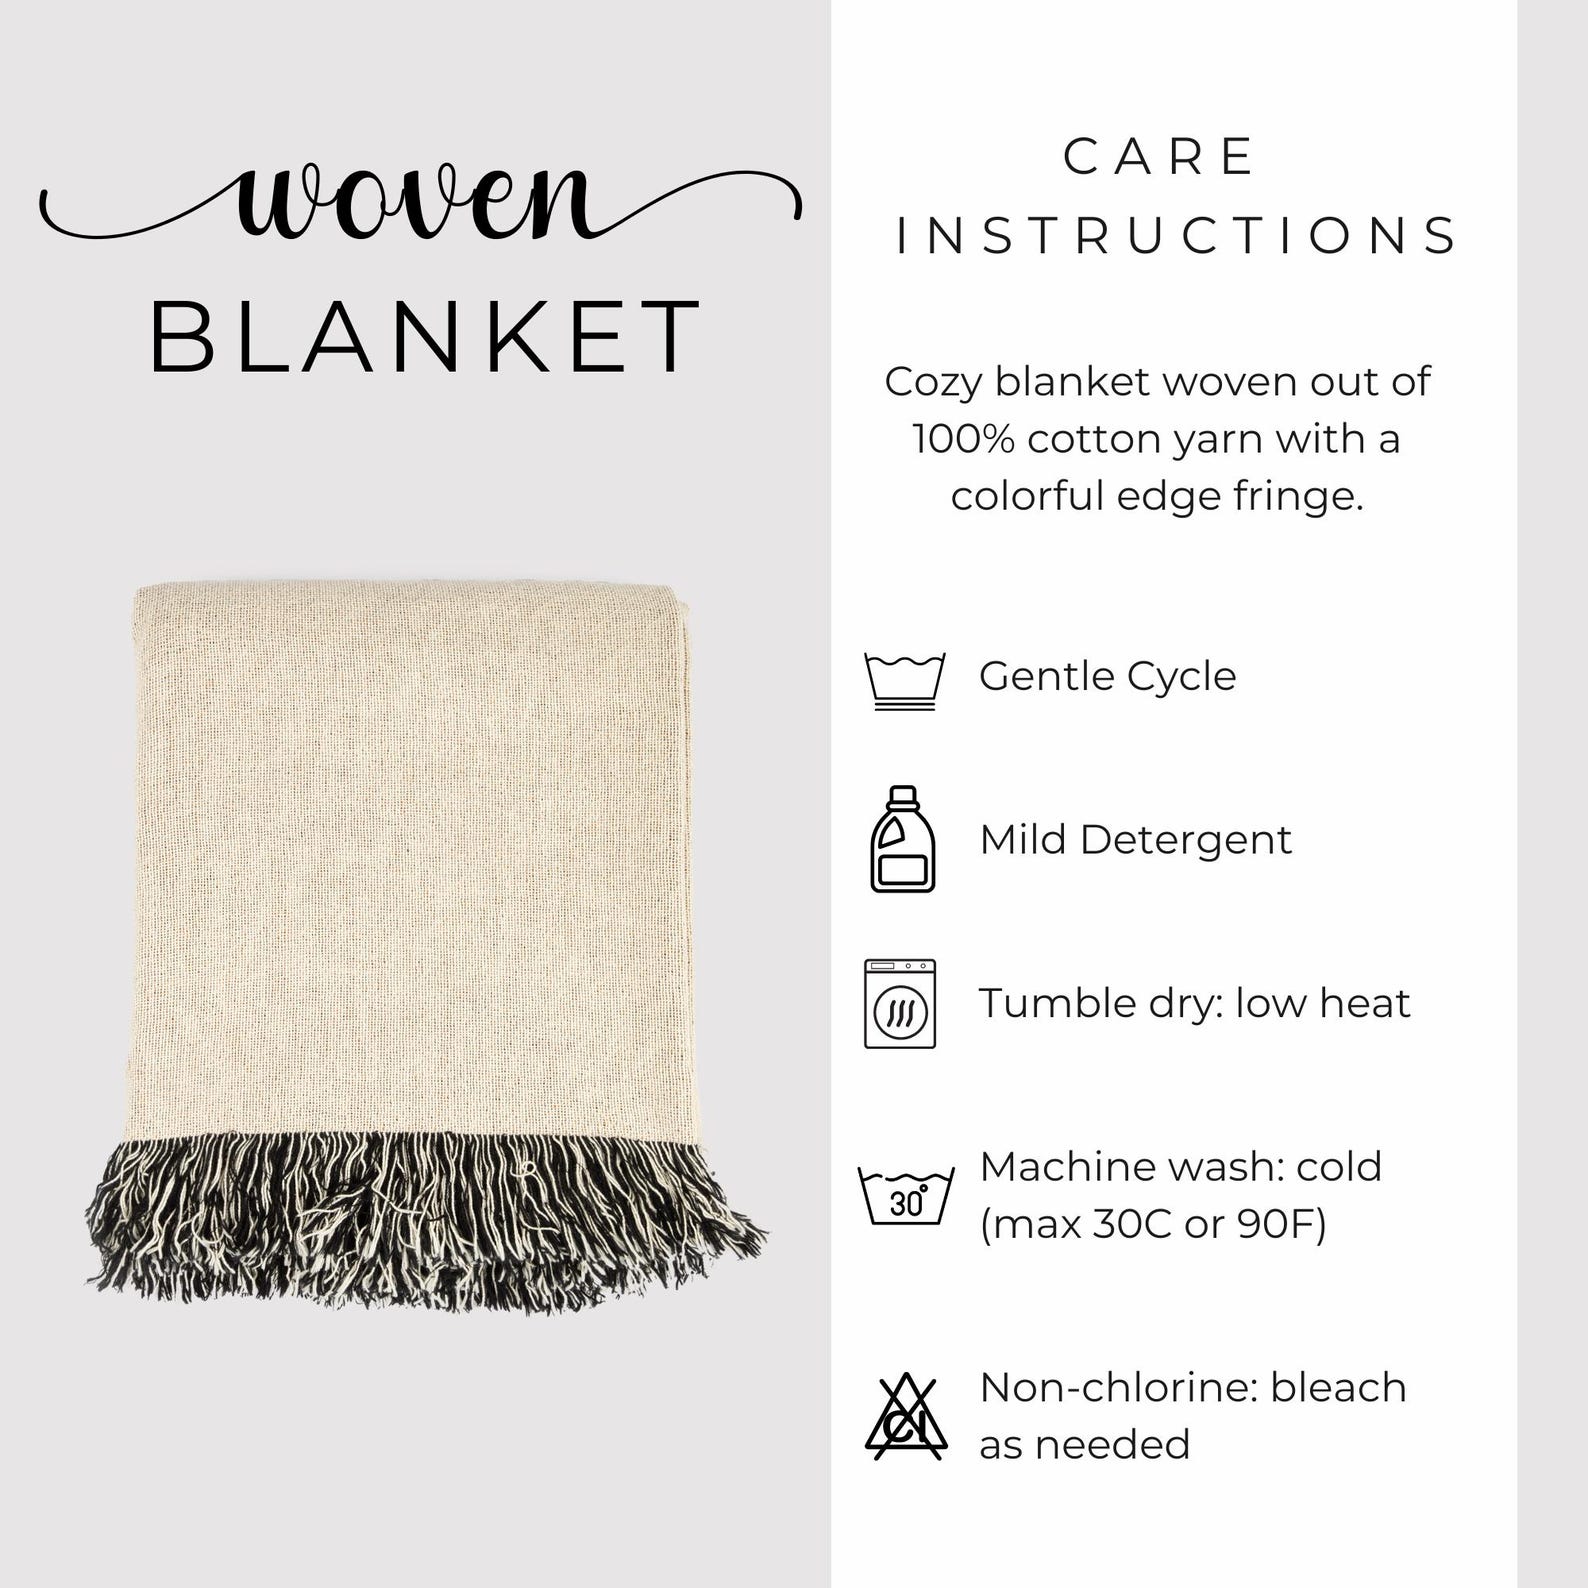 woven
BLANKET
CARE
INSTRUCTIONS
Cozy blanket woven out of
100% cotton yarn with a
colorful edge fringe.
Gentle Cycle
Mild Detergent
Tumble dry: low heat
30°
Machine wash: cold
(max 30C or 90F)
Cl
Non-chlorine: bleach
as needed